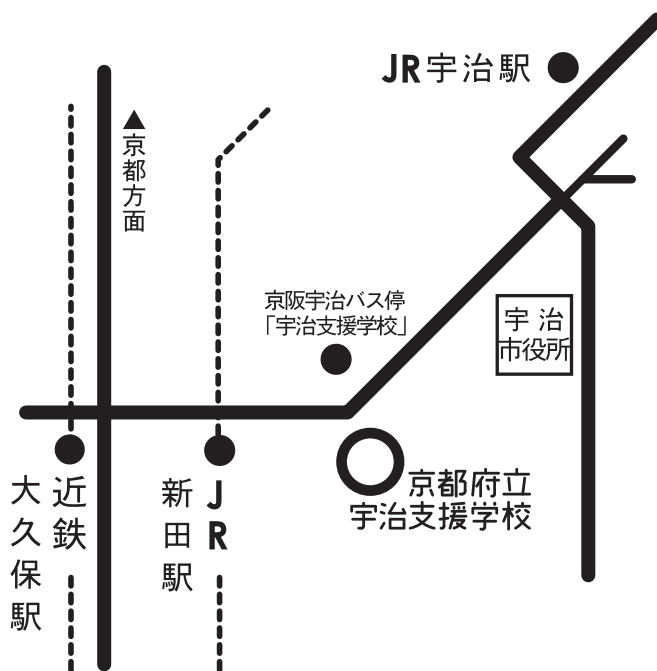 JR宇治駅
▲京都方面
京阪宇治バス停
「宇治支援学校」
宇治
市役所
京都府立
宇治支援学校
近鉄
大久保駅
JR
新田駅